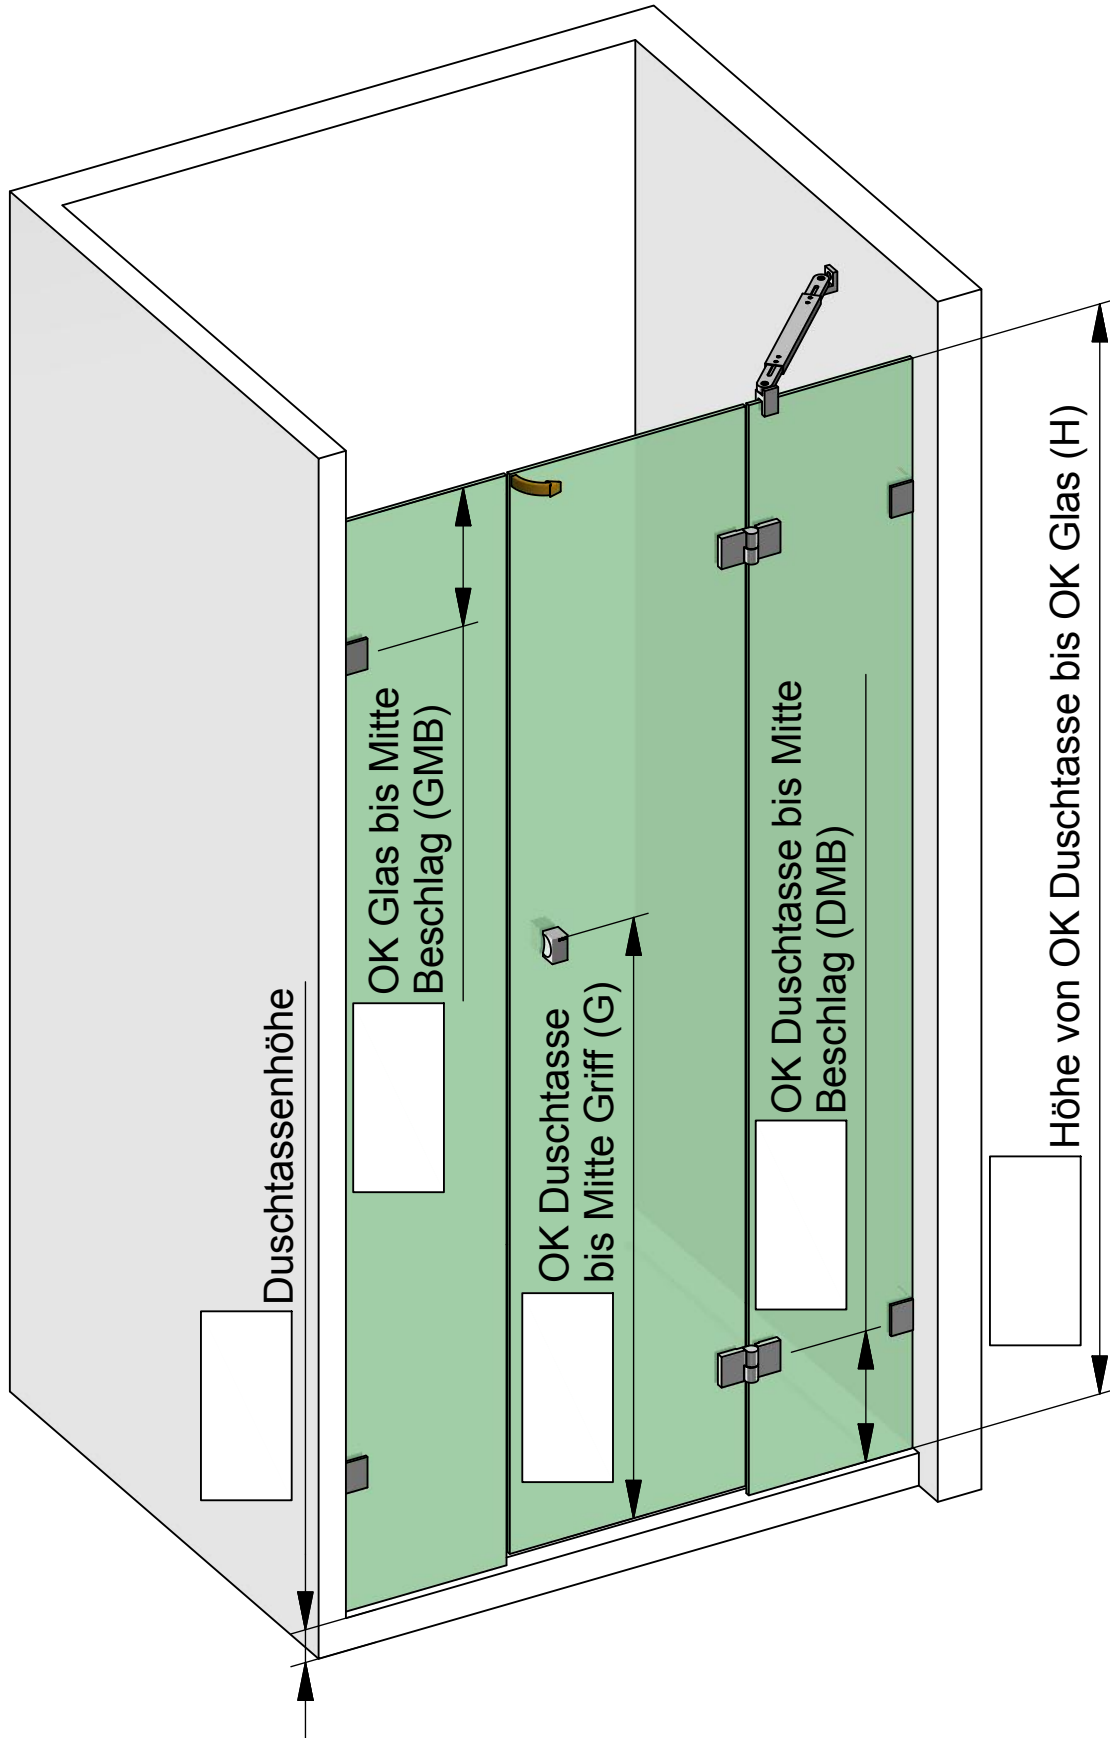 Duschtassenhöhe
OK Glas bis Mitte
Beschlag (GMB)
OK Duschtasse
bis Mitte Griff (G)
OK Duschtasse bis Mitte
Beschlag (DMB)
Höhe von OK Duschtasse bis OK Glas (H)